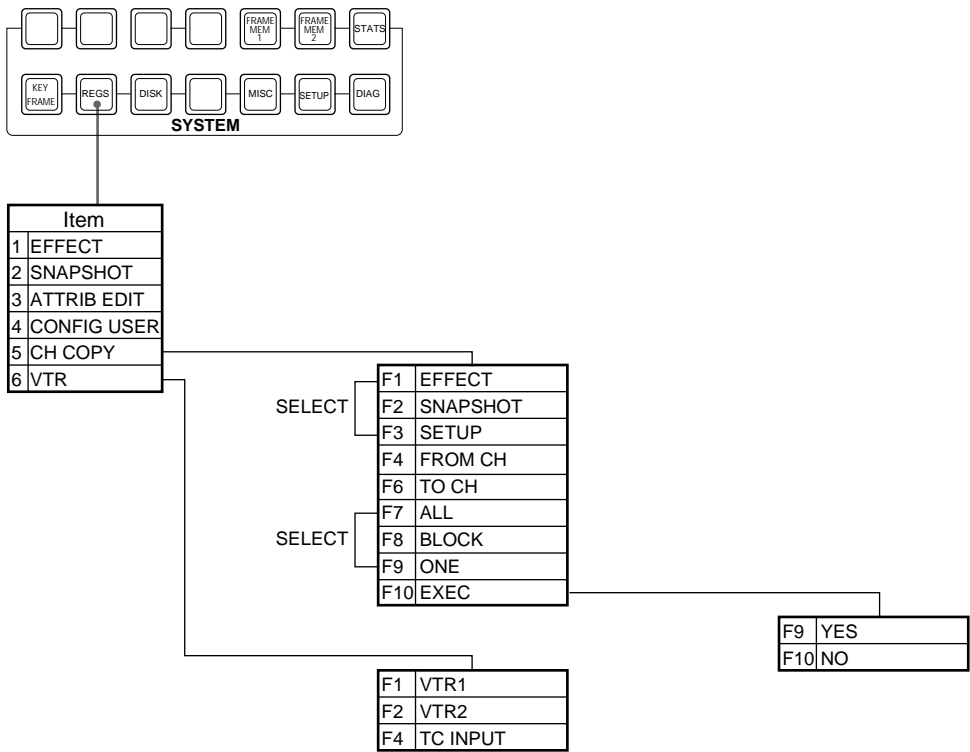 FRAME MEM 1
FRAME MEM 2
STATS
KEY FRAME
REGS
DISK
MISC
SETUP
DIAG
SYSTEM
Item
1 EFFECT
2 SNAPSHOT
3 ATTRIB EDIT
4 CONFIG USER
5 CH COPY
6 VTR
SELECT
F1 EFFECT
F2 SNAPSHOT
F3 SETUP
F4 FROM CH
F6 TO CH
SELECT
F7 ALL
F8 BLOCK
F9 ONE
F10 EXEC
F9 YES
F10 NO
F1 VTR1
F2 VTR2
F4 TC INPUT